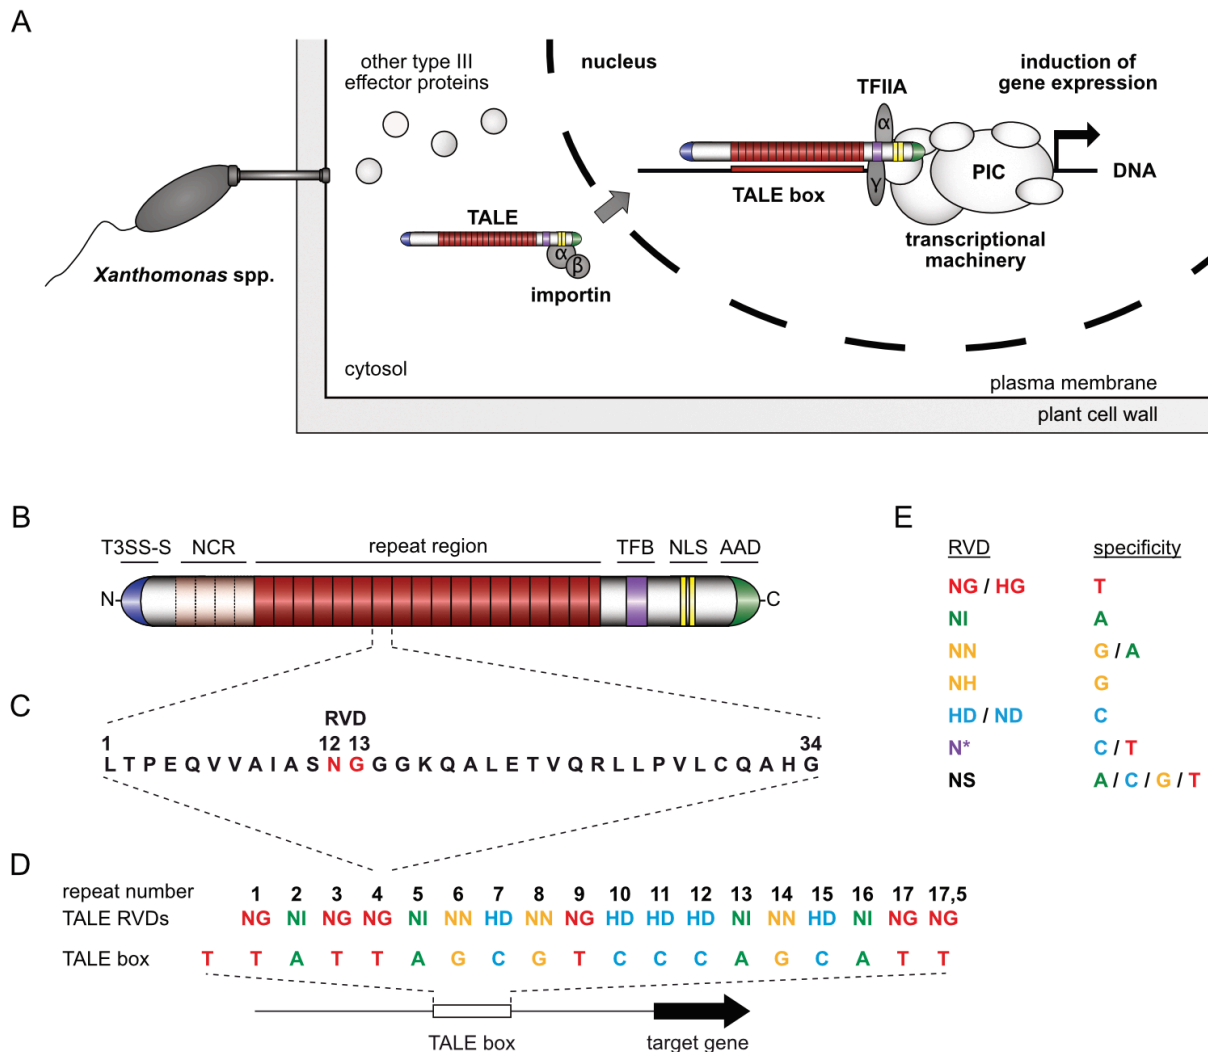 A
other type III
effector proteins
nucleus
induction of
gene expression
TFIIA
α
PIC
DNA
TALE box
γ
TALE
α
β
importin
transcriptional
machinery
Xanthomonas spp.
cytosol
plasma membrane
plant cell wall
B
T3SS-S NCR repeat region TFB NLS AAD
N C
C
RVD
1 12 13 34
L T P E Q V V A I A S N G G G K Q A L E T V Q R L L P V L C Q A H G
D
repeat number 1 2 3 4 5 6 7 8 9 10 11 12 13 14 15 16 17 17,5
TALE RVDs NG NI NG NG NI NN HD NN NG HD HD HD NI NN HD NI NG NG
TALE box T T A T T A G C G T C C C A G C A T T
TALE box target gene
E
RVD specificity
NG / HG T
NI A
NN G / A
NH G
HD / ND C
N* C / T
NS A / C / G / T